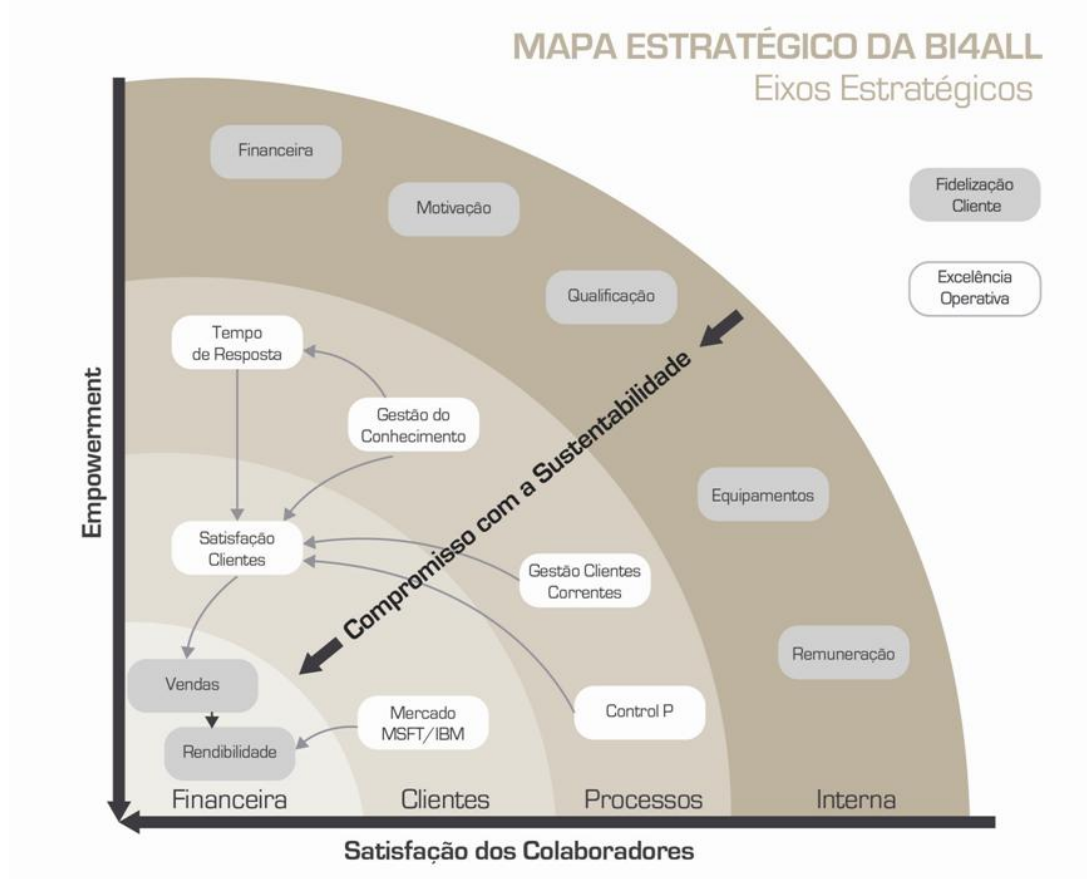 MAPA ESTRATÉGICO DA BI4ALL
Eixos Estratégicos
Financeira
Motivação
Qualificação
Fidelização
Cliente
Excelência
Operativa
Tempo
de Resposta
Gestão do
Conhecimento
Compromisso com a Sustentabilidade
Empowerment
Equipamentos
Satisfação
Clientes
Gestão Clientes
Correntes
Remuneração
Vendas
Mercado
MSFT/IBM
Control P
Rendibilidade
Financeira
Clientes
Processos
Interna
Satisfação dos Colaboradores